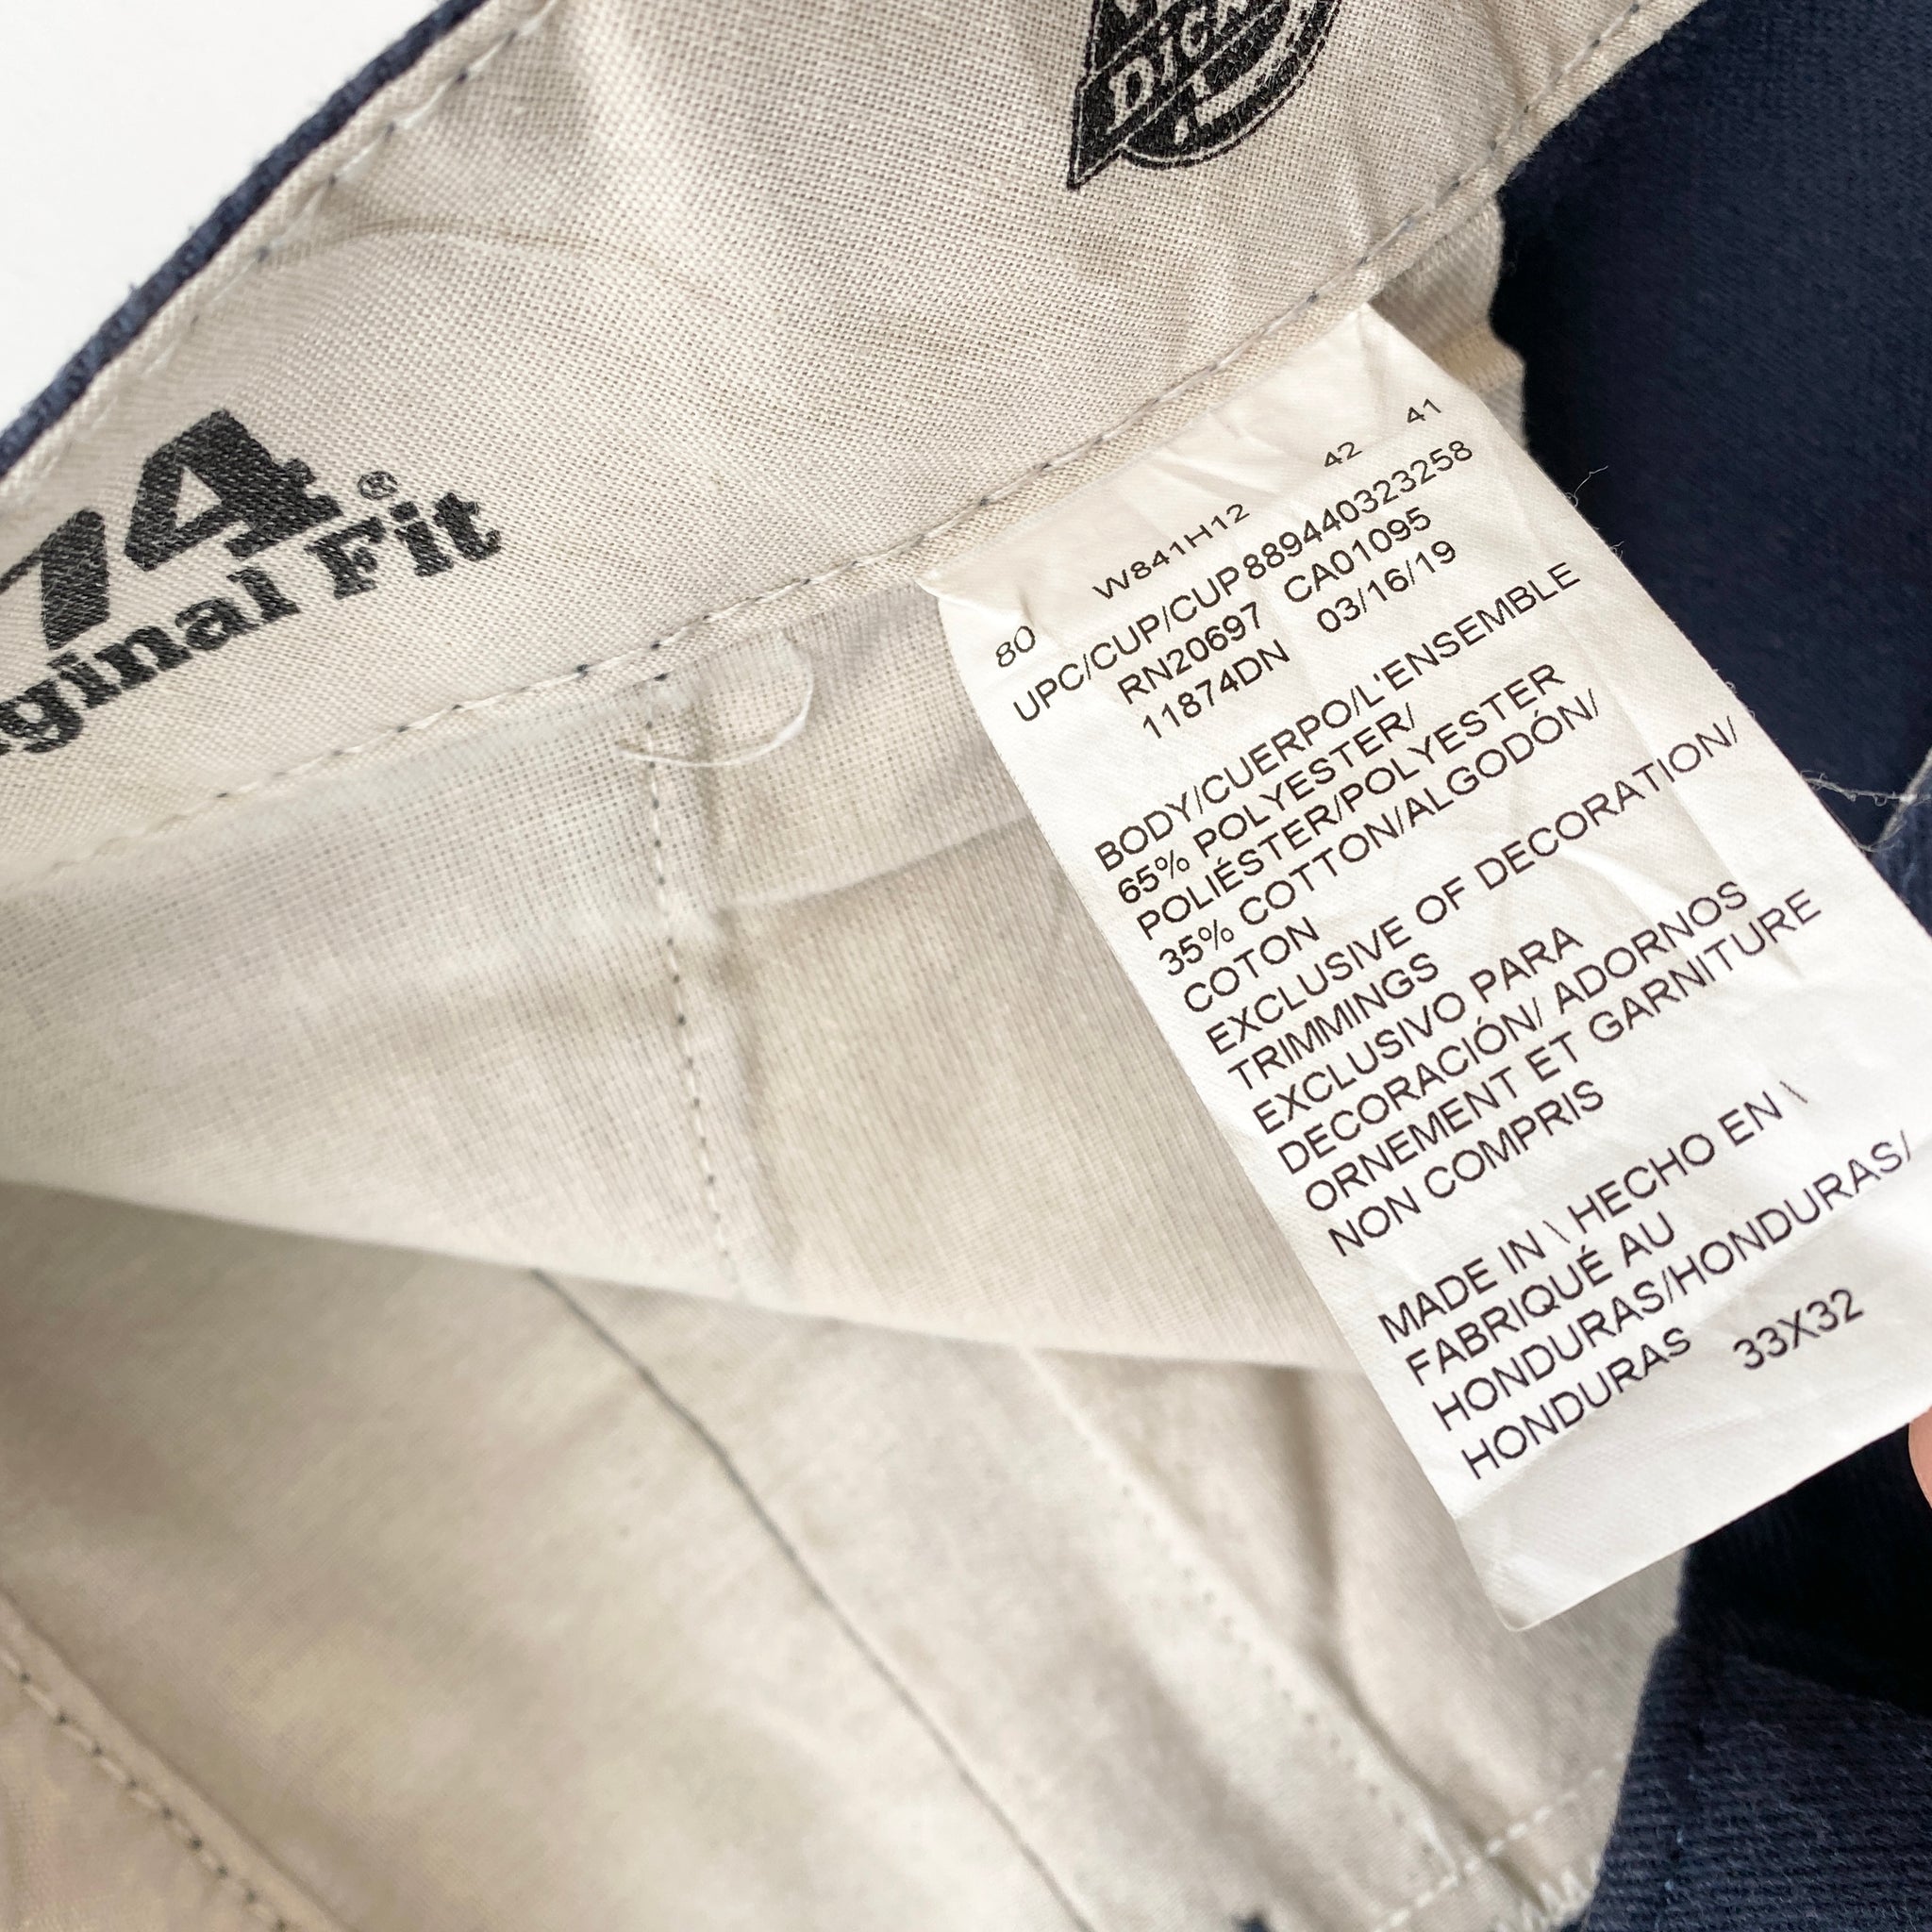 74®
Fit
80 W841H12 42 41
UPC/CUP/CUP889440323258
RN20697 CA01095
11874DN 03/16/19
BODY/CUERPO/L'ENSEMBLE
65% POLYESTER/
POLIÉSTER/POLYESTER
35% COTTON/ALGODÓN/
COTON
EXCLUSIVE OF DECORATION/
TRIMMINGS
EXCLUSIVO PARA
DECORACIÓN/ ADORNOS
ORNEMENT ET GARNITURE
NON COMPRIS
MADE IN \ HECHO EN \
FABRIQUÉ AU
HONDURAS/HONDURAS/
HONDURAS 33X32